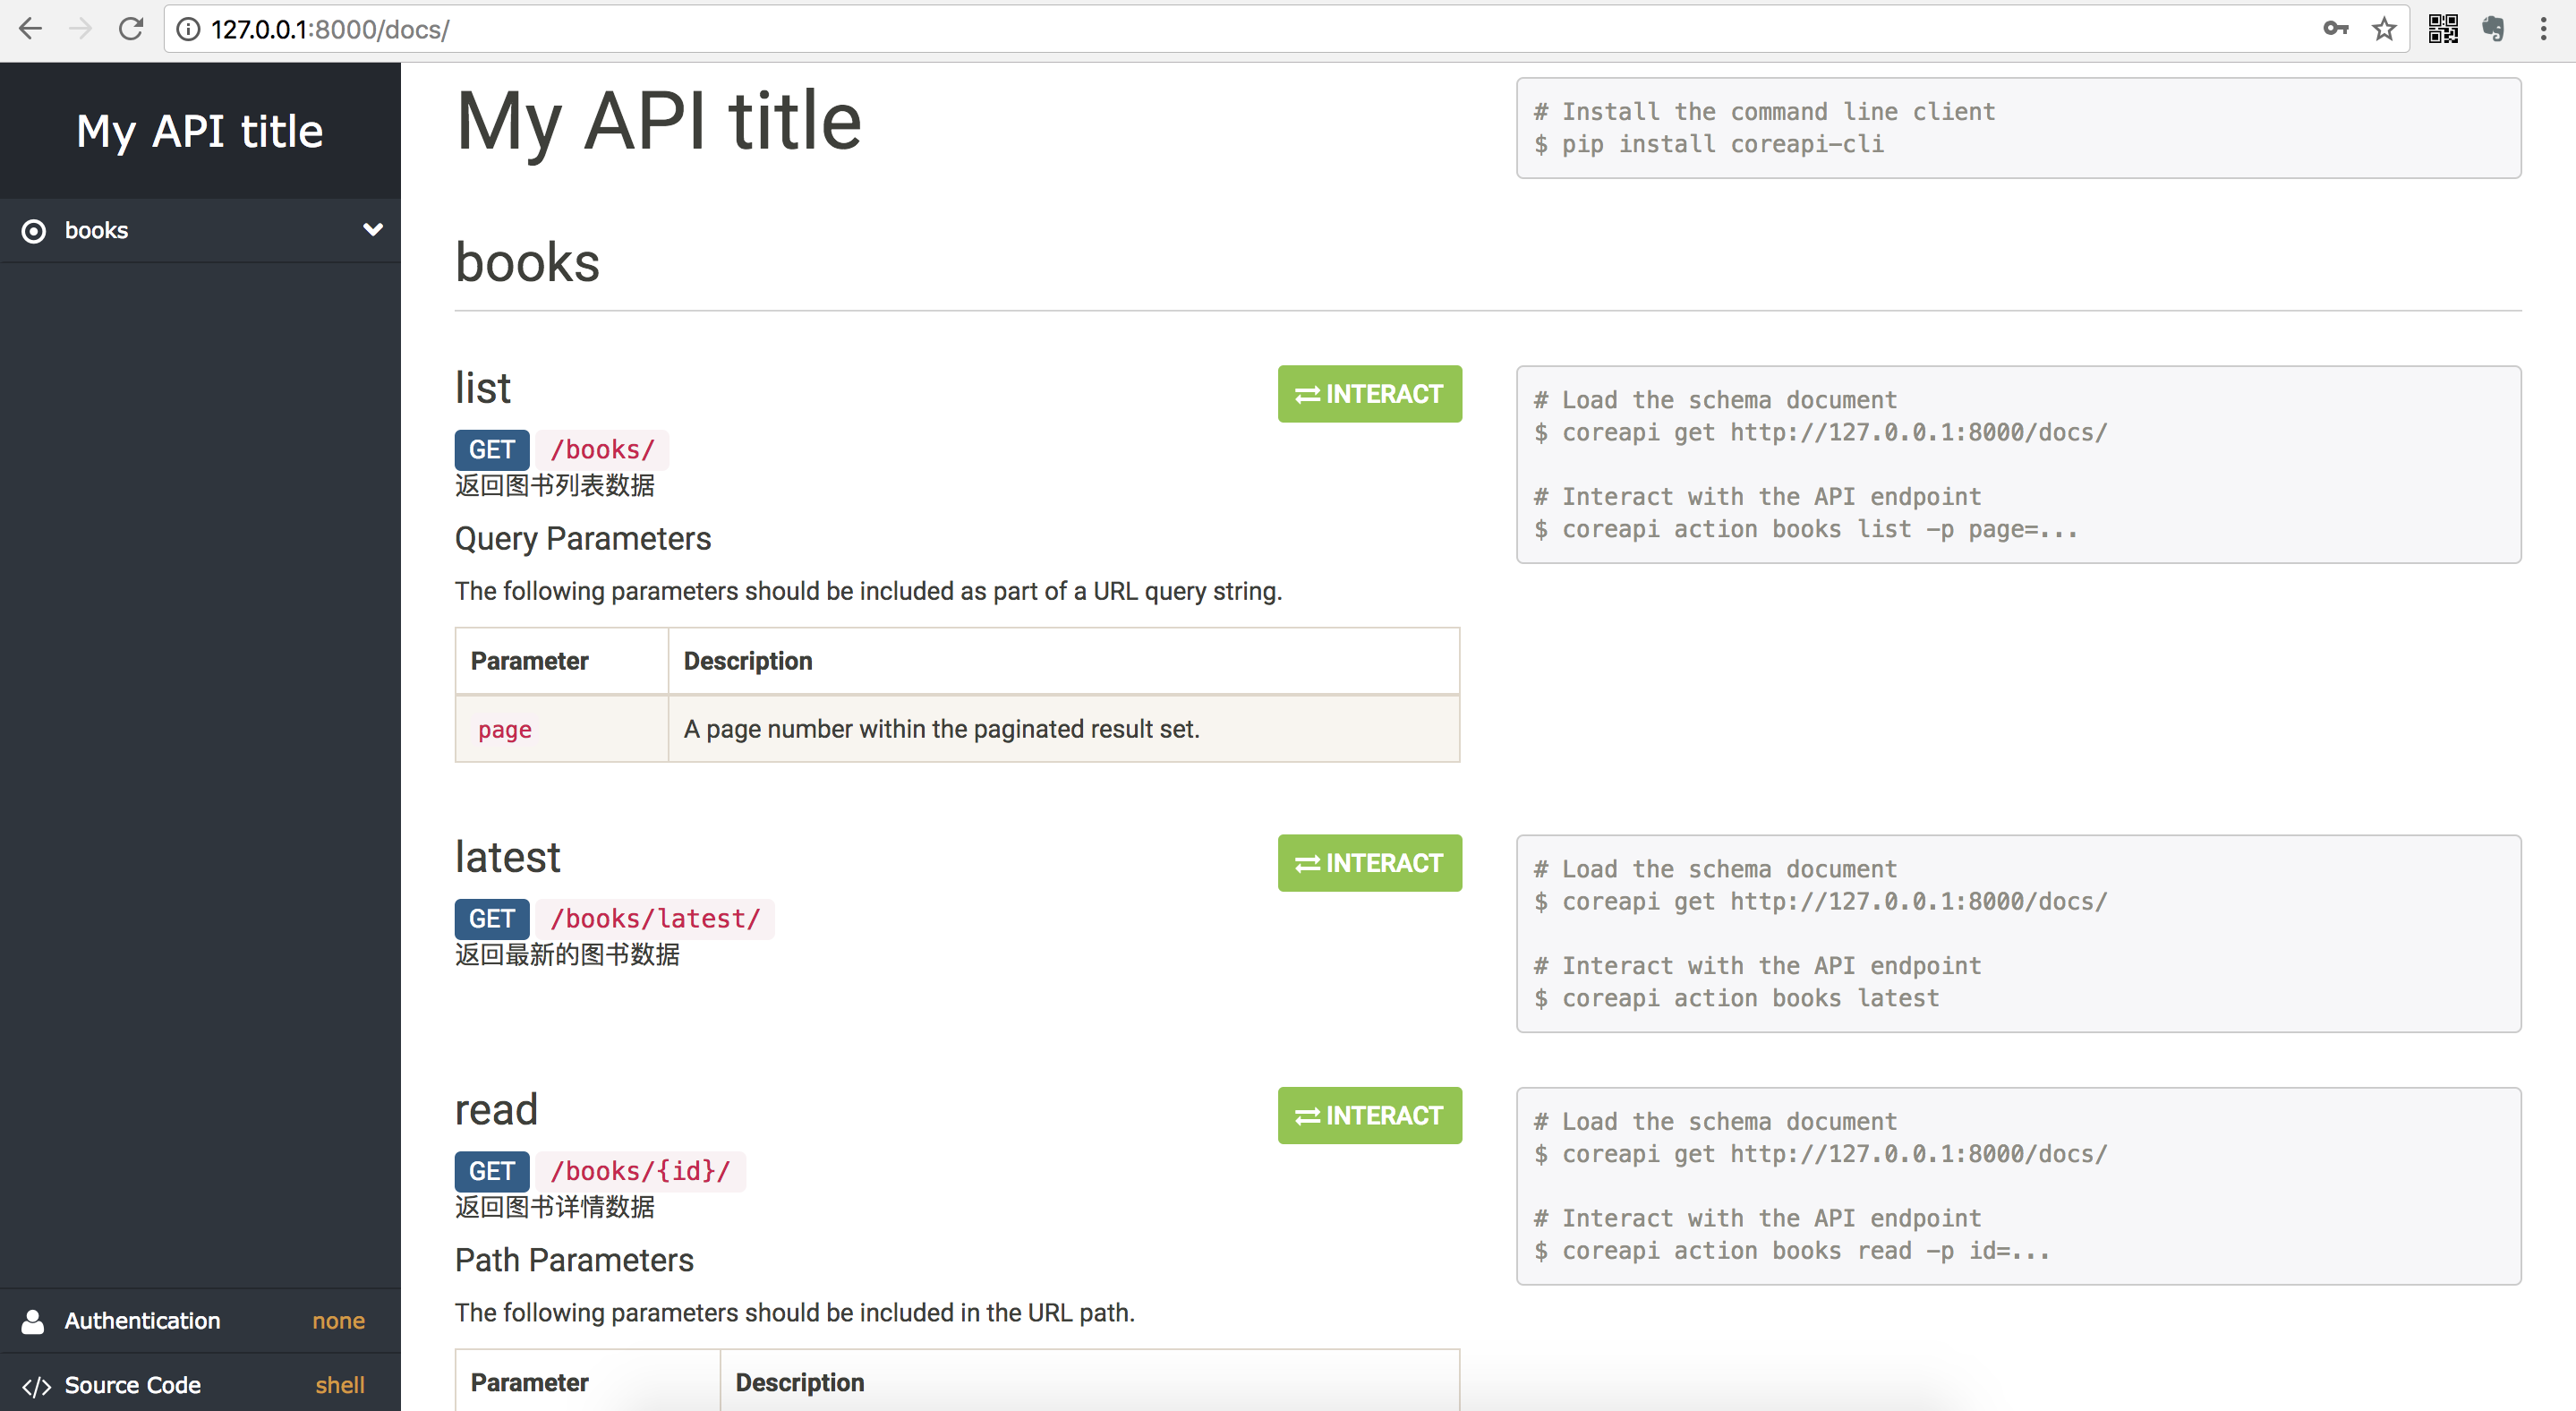 127.0.0.1:8000/docs/
My API title
books
Authentication none
Source Code shell
My API title
# Install the command line client
$ pip install coreapi-cli
books
list
INTERACT
GET /books/
返回图书列表数据
Query Parameters
The following parameters should be included as part of a URL query string.
Parameter Description
page A page number within the paginated result set.
# Load the schema document
$ coreapi get http://127.0.0.1:8000/docs/
# Interact with the API endpoint
$ coreapi action books list -p page=...
latest
INTERACT
GET /books/latest/
返回最新的图书数据
# Load the schema document
$ coreapi get http://127.0.0.1:8000/docs/
# Interact with the API endpoint
$ coreapi action books latest
read
INTERACT
GET /books/{id}/
返回图书详情数据
Path Parameters
The following parameters should be included in the URL path.
Parameter Description
# Load the schema document
$ coreapi get http://127.0.0.1:8000/docs/
# Interact with the API endpoint
$ coreapi action books read -p id=...